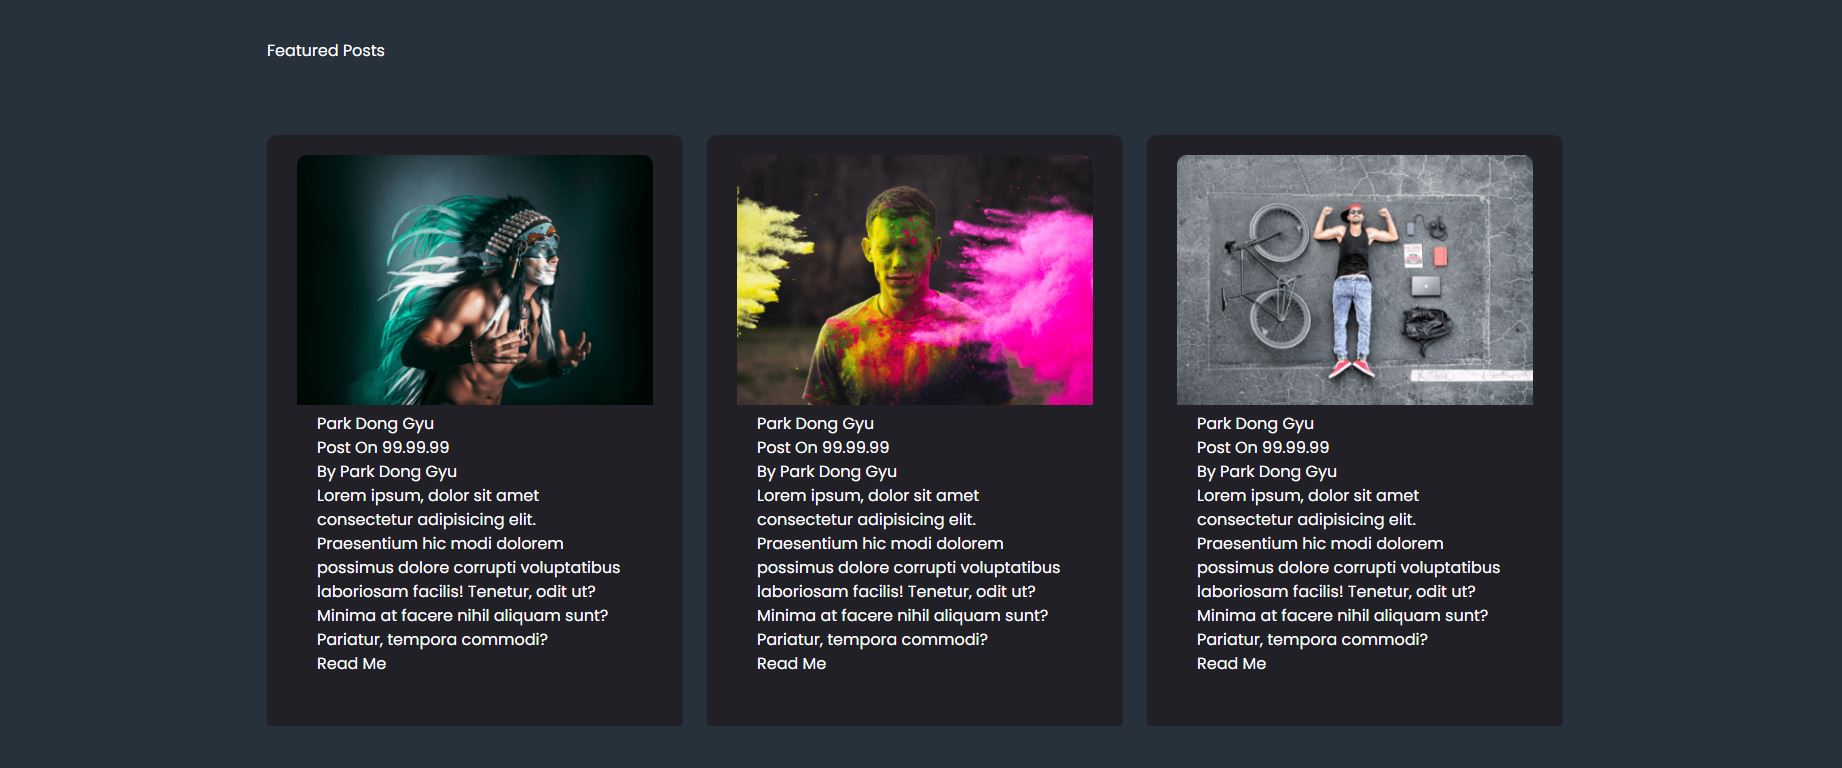 Featured Posts
Park Dong Gyu
Post On 99.99.99
By Park Dong Gyu
Lorem ipsum, dolor sit amet
consectetur adipisicing elit.
Praesentium hic modi dolorem
possimus dolore corrupti voluptatibus
laboriosam facilis! Tenetur, odit ut?
Minima at facere nihil aliquam sunt?
Pariatur, tempora commodi?
Read Me
Park Dong Gyu
Post On 99.99.99
By Park Dong Gyu
Lorem ipsum, dolor sit amet
consectetur adipisicing elit.
Praesentium hic modi dolorem
possimus dolore corrupti voluptatibus
laboriosam facilis! Tenetur, odit ut?
Minima at facere nihil aliquam sunt?
Pariatur, tempora commodi?
Read Me
Park Dong Gyu
Post On 99.99.99
By Park Dong Gyu
Lorem ipsum, dolor sit amet
consectetur adipisicing elit.
Praesentium hic modi dolorem
possimus dolore corrupti voluptatibus
laboriosam facilis! Tenetur, odit ut?
Minima at facere nihil aliquam sunt?
Pariatur, tempora commodi?
Read Me